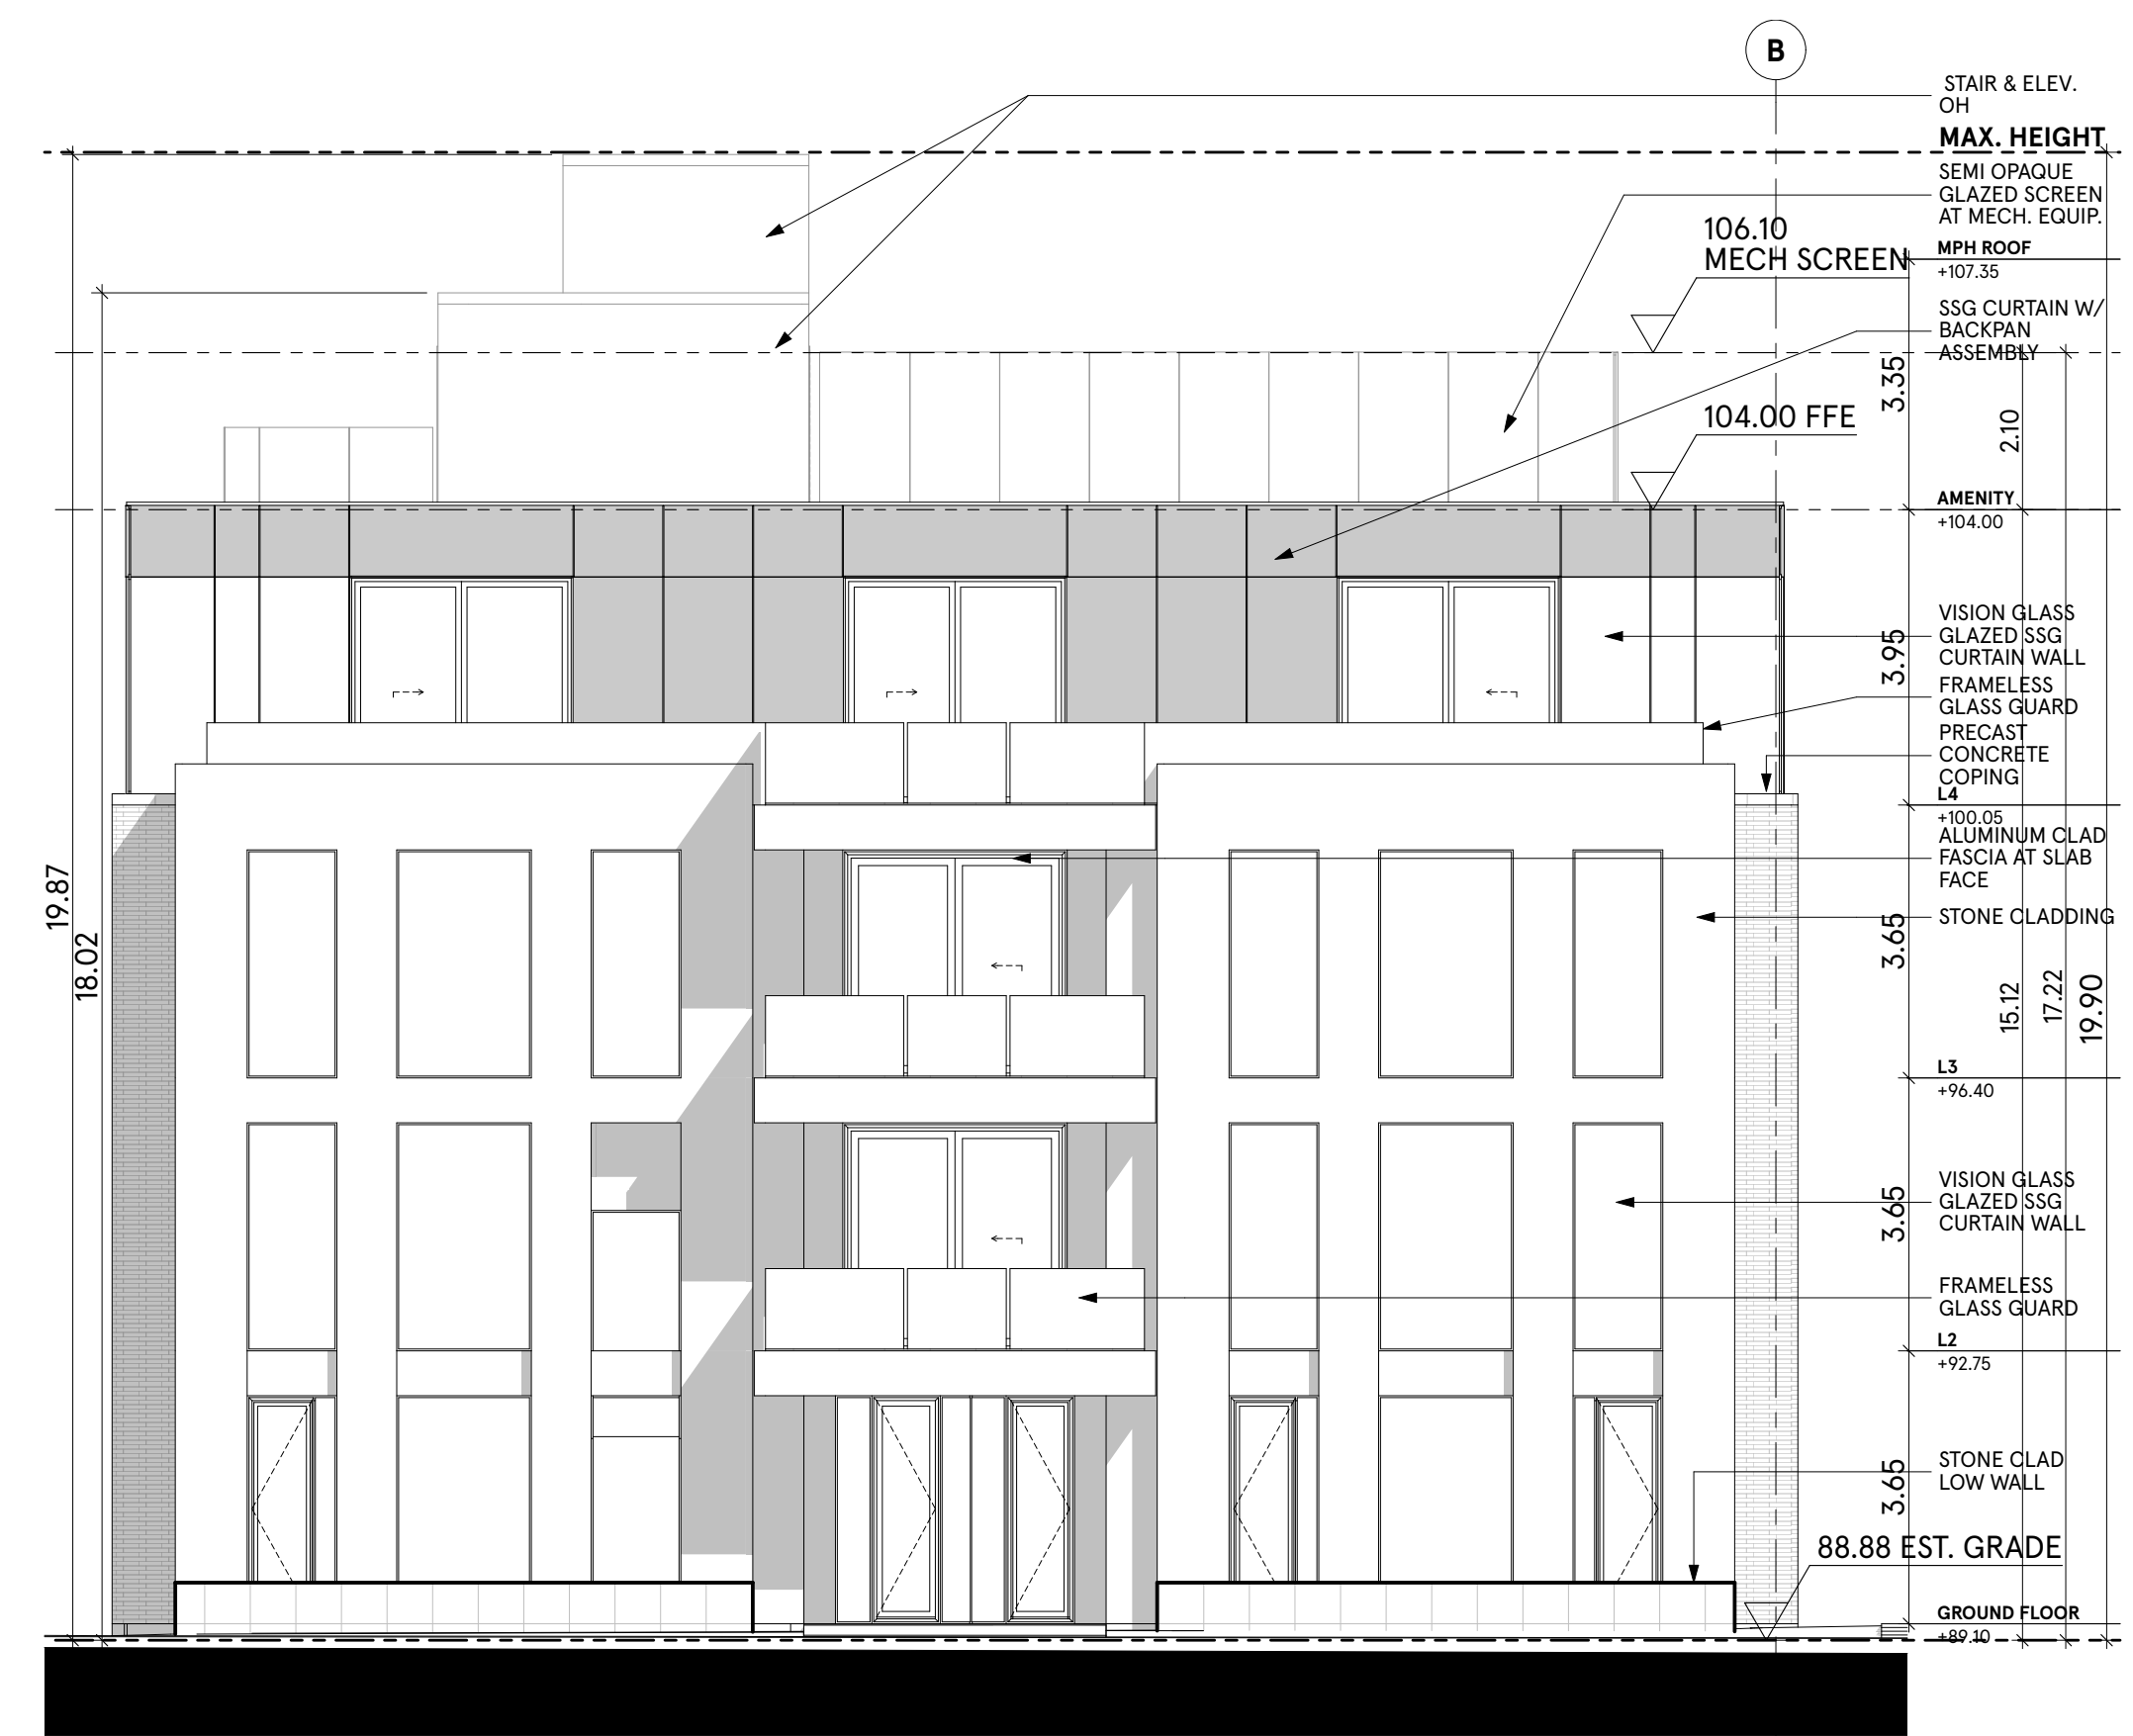 B
STAIR & ELEV.
OH
MAX. HEIGHT
SEMI OPAQUE
GLAZED SCREEN
AT MECH. EQUIP.
106.10
MECH SCREEN
MPH ROOF
+107.35
SSG CURTAIN W/
BACKPAN
ASSEMBLY
3.35
2.10
104.00 FFE
AMENITY
+104.00
VISION GLASS
GLAZED SSG
CURTAIN WALL
3.95
FRAMELESS
GLASS GUARD
PRECAST
CONCRETE
COPING
L4
+100.05
ALUMINUM CLAD
FASCIA AT SLAB
FACE
19.87
18.02
STONE CLADDING
3.65
15.12
17.22
19.90
L3
+96.40
VISION GLASS
GLAZED SSG
CURTAIN WALL
3.65
FRAMELESS
GLASS GUARD
L2
+92.75
STONE CLAD
LOW WALL
3.65
88.88 EST. GRADE
GROUND FLOOR
+89.10